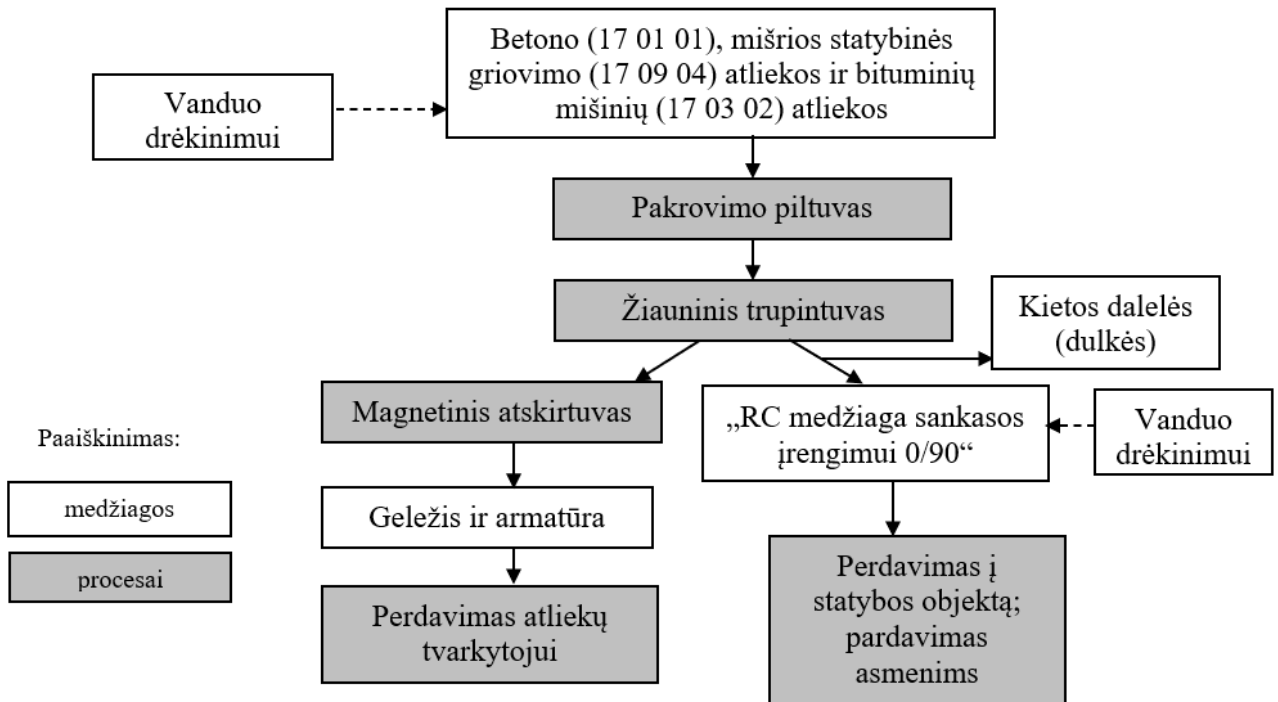 Betono (17 01 01), mišrios statybinės
griovimo (17 09 04) atliekos ir bituminių
mišinių (17 03 02) atliekos
Vanduo
drėkinimui
Pakrovimo piltuvas
Žiauninis trupintuvas
Kietos dalelės
(dulkės)
Magnetinis atskirtuvas
„RC medžiaga sankasos
įrengimui 0/90“
Vanduo
drėkinimui
Paaiškinimas:
medžiagos
procesai
Geležis ir armatūra
Perdavimas atliekų
tvarkytojui
Perdavimas į
statybos objektą;
pardavimas
asmenims